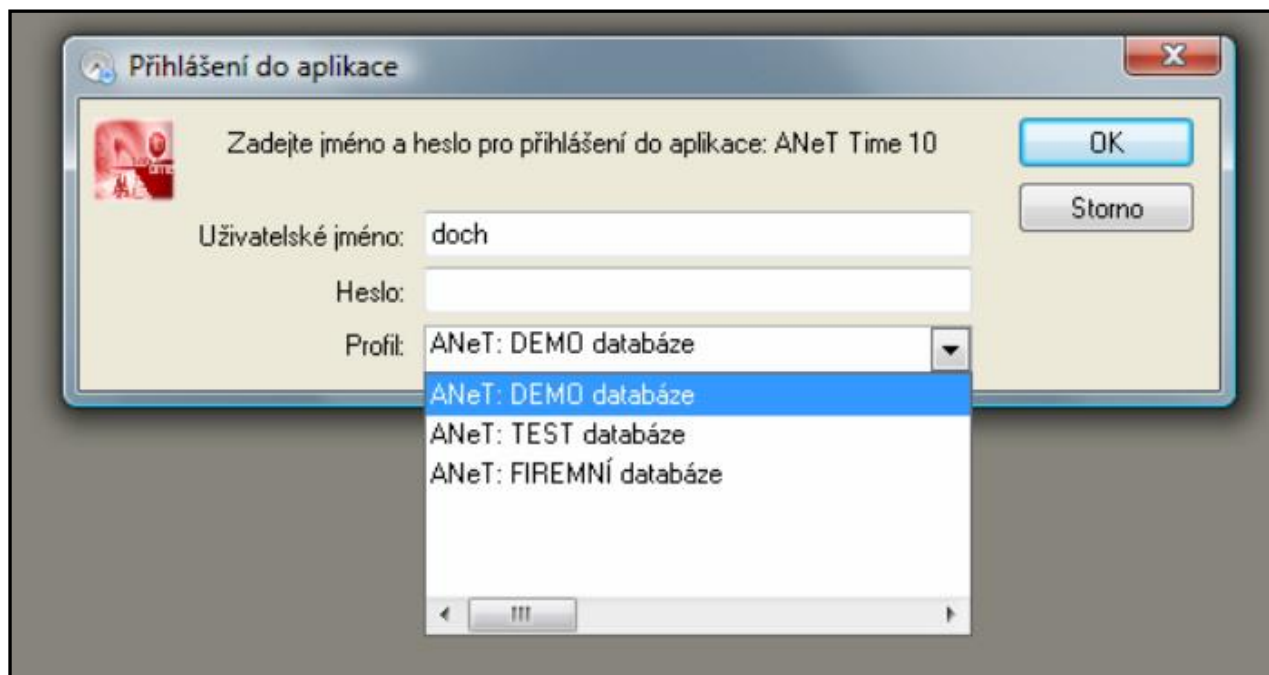 Přihlášení do aplikace
Zadejte jméno a heslo pro přihlášení do aplikace: ANeT Time 10
OK
Storno
Uživatelské jméno: doch
Heslo:
Profil: ANeT: DEMO databáze
ANeT: DEMO databáze
ANeT: TEST databáze
ANeT: FIREMNÍ databáze